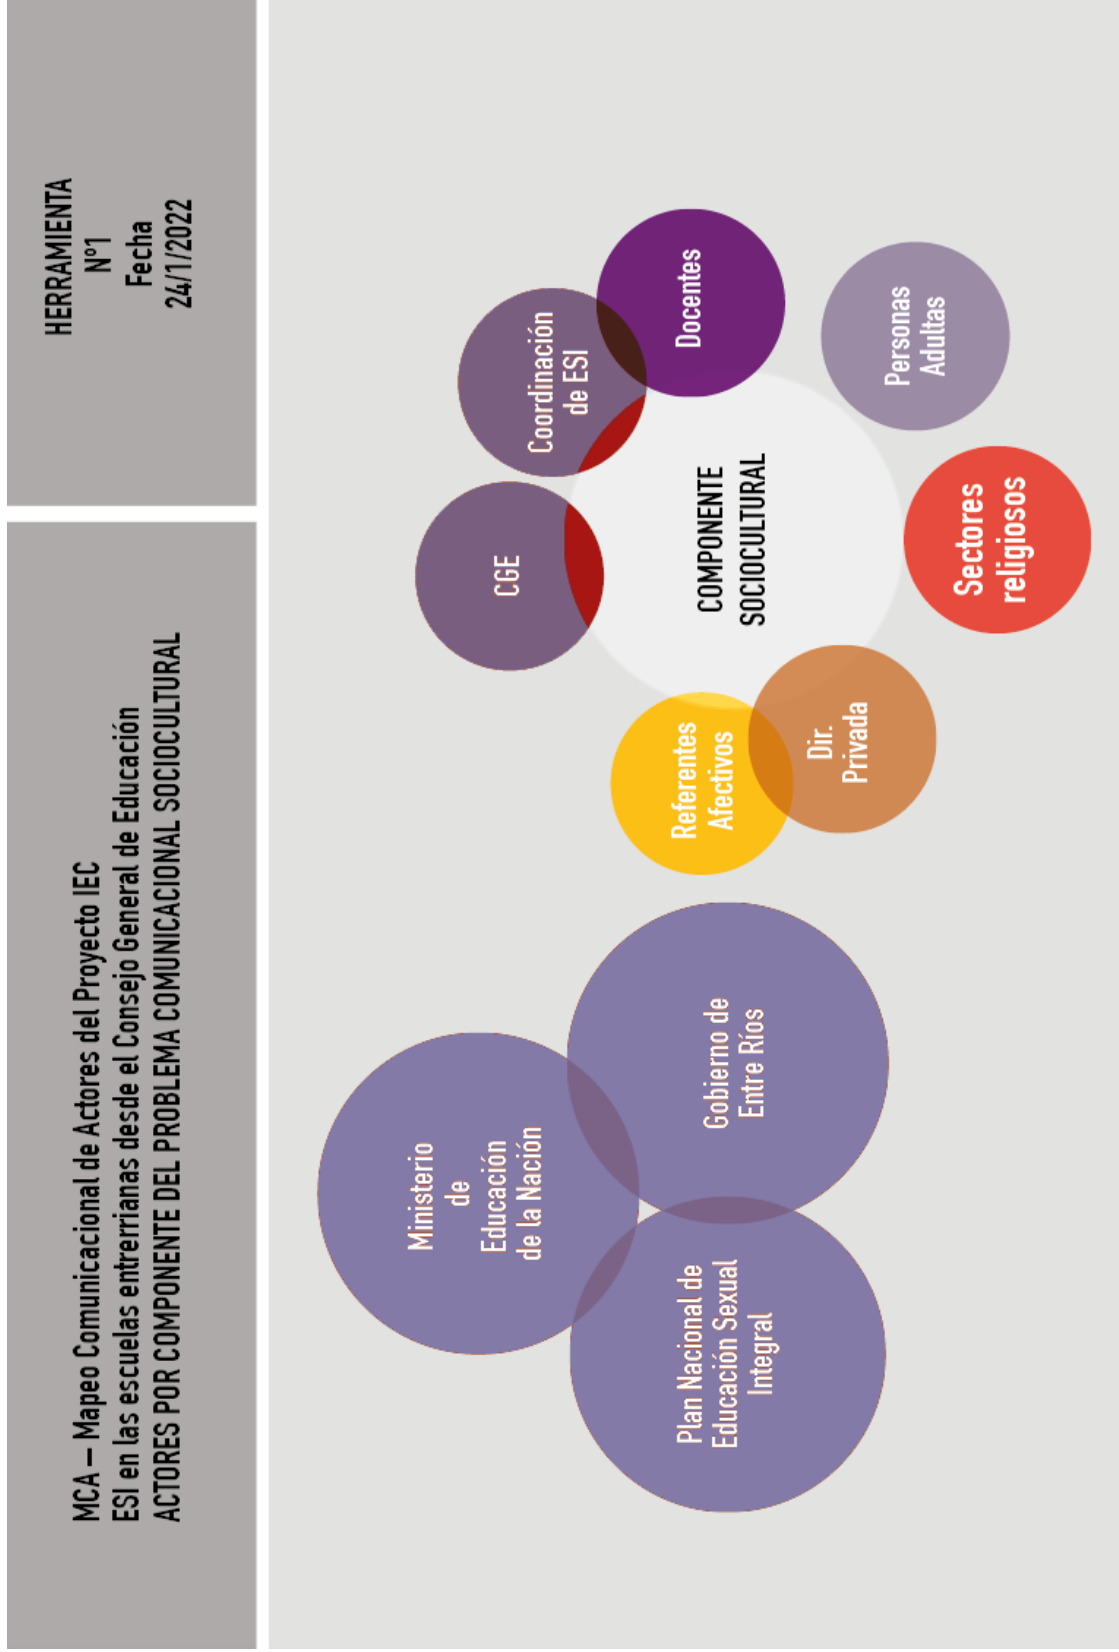 MCA – Mapeo Comunicacional de Actores del Proyecto IEC
ESI en las escuelas entrerrianas desde el Consejo General de Educación
ACTORES POR COMPONENTE DEL PROBLEMA COMUNICACIONAL SOCIOCULTURAL
HERRAMIENTA
N°1
Fecha
24/1/2022
Ministerio
de
Educación
de la Nación
Plan Nacional de
Educación Sexual
Integral
Gobierno de
Entre Ríos
CGE
Coordinación
de ESI
Docentes
Referentes
Afectivos
COMPONENTE
SOCIOCULTURAL
Dir.
Privada
Personas
Adultas
Sectores
religiosos